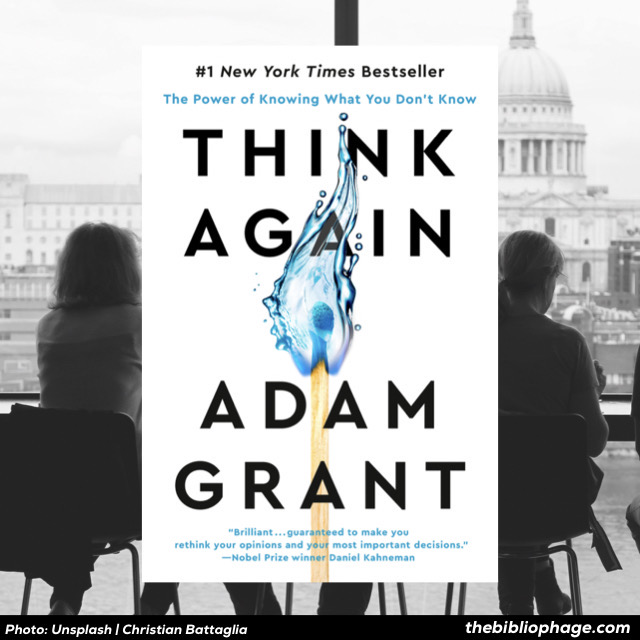 #1 New York Times Bestseller
The Power of Knowing What You Don't Know
THINK
AGAIN
ADAM
GRANT
"Brilliant...guaranteed to make you
rethink your opinions and your most important decisions."
—Nobel Prize winner Daniel Kahneman
Photo: Unsplash | Christian Battaglia
thebibliophage.com